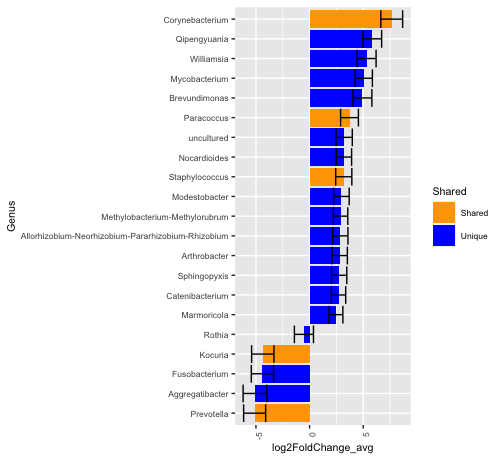 Corynebacterium
Qipengyuania
Williamsia
Mycobacterium
Brevundimonas
Paracoccus
uncultured
Nocardioides
Staphylococcus
Modestobacter
Methylobacterium-Methylorubrum
Allorhizobium-Neorhizobium-Pararhizobium-Rhizobium
Arthrobacter
Sphingopyxis
Catenibacterium
Marmoricola
Rothia
Kocuria
Fusobacterium
Aggregatibacter
Prevotella
Genus
-5 0 5
log2FoldChange_avg
Shared
Shared
Unique